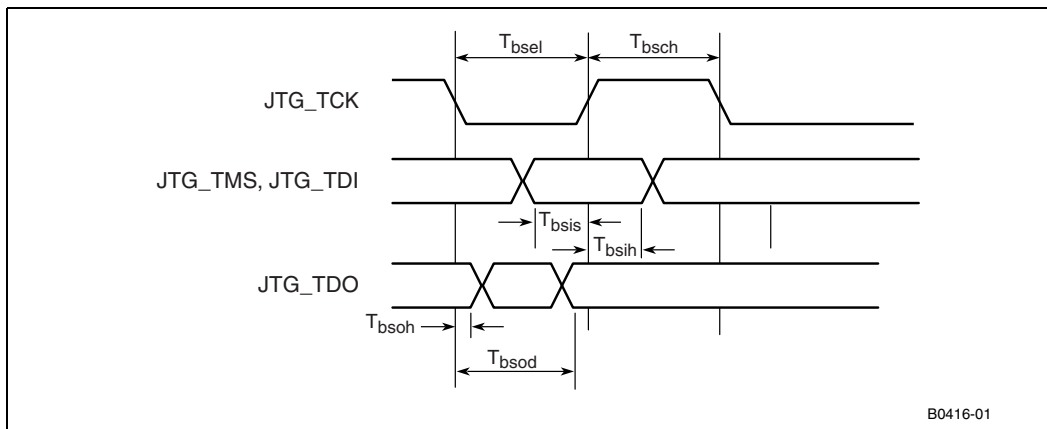 T_bsel
T_bsch
JTG_TCK
JTG_TMS, JTG_TDI
T_bsis
T_bsih
JTG_TDO
T_bsoh
T_bsod
B0416-01